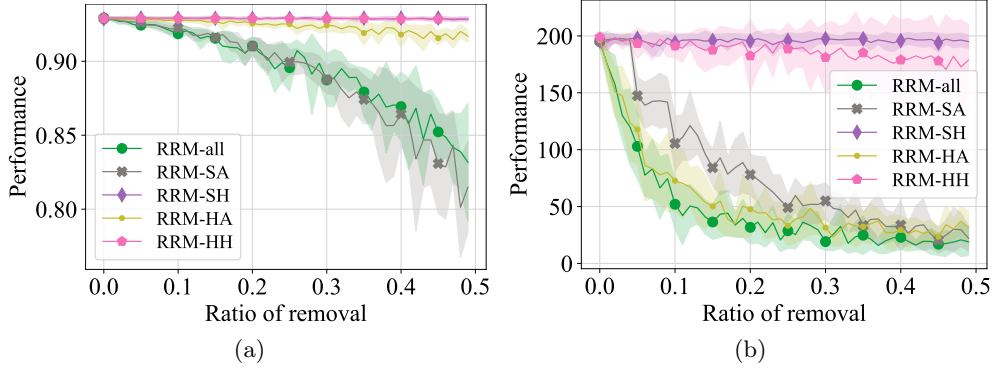 Performance
0.90
0.85
0.80
RRM-all
RRM-SA
RRM-SH
RRM-HA
RRM-HH
0.0 0.1 0.2 0.3 0.4 0.5
Ratio of removal
(a)
Performance
200
150
100
50
0
RRM-all
RRM-SA
RRM-SH
RRM-HA
RRM-HH
0.0 0.1 0.2 0.3 0.4 0.5
Ratio of removal
(b)